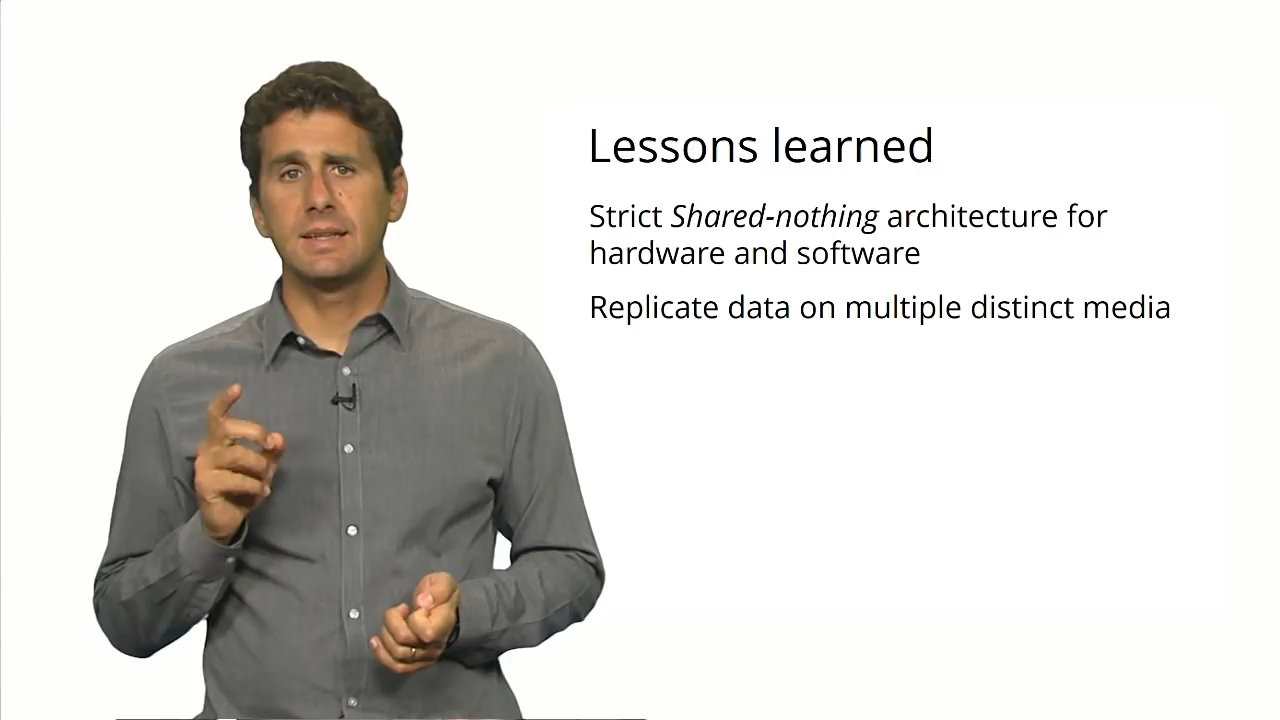 Lessons learned
Strict Shared-nothing architecture for
hardware and software
Replicate data on multiple distinct media